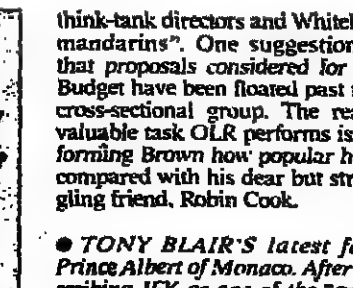 think-tank directors and Whiteh
mandarins". One suggestion
that proposals considered for
Budget have been floated past
cross-sectional group. The re
valuable task OLR performs is
forming Brown how popular h
compared with his dear but str
gling friend, Robin Cook.
● TONY BLAIR'S latest f
Prince Albert of Monaco. After